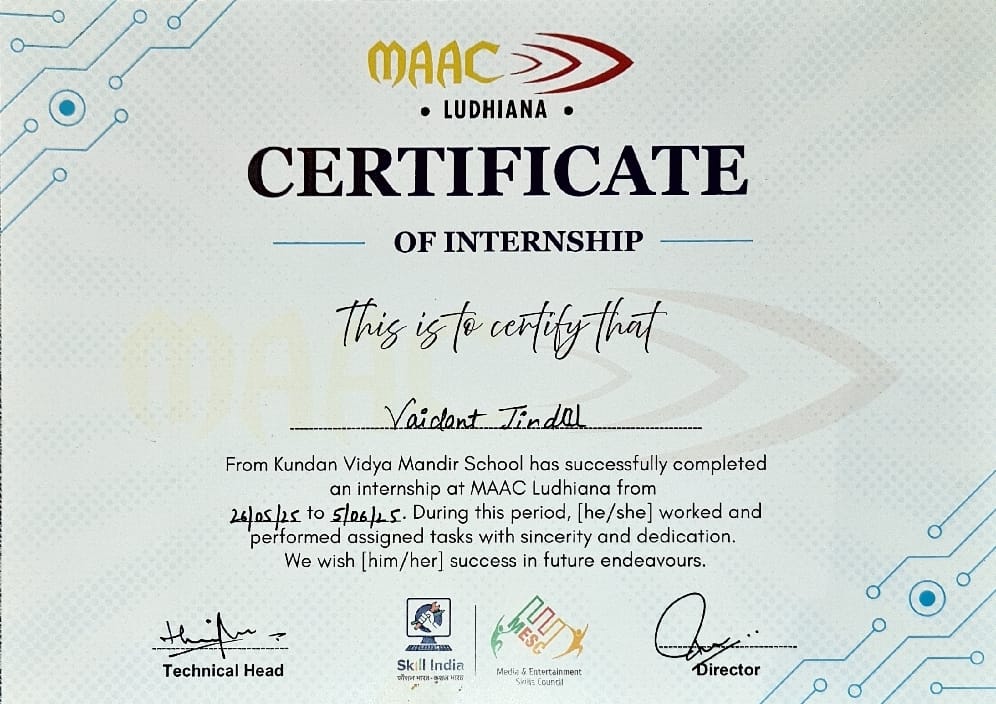 MAAC
• LUDHIANA •
CERTIFICATE
OF INTERNSHIP
This is to certify that
Vaidant Jindal
From Kundan Vidya Mandir School has successfully completed
an internship at MAAC Ludhiana from
26/05/25 to 5/06/25. During this period, [he/she] worked and
performed assigned tasks with sincerity and dedication.
We wish [him/her] success in future endeavours.
Technical Head
Skill India
कौशल भारत - कुशल भारत
MESC
Media & Entertainment
Skills Council
Director